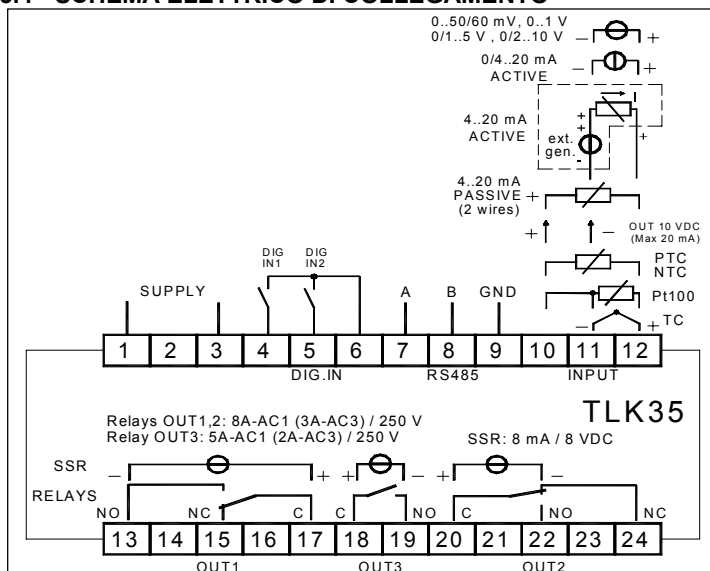 SCHEMA ELETTRICO DI COLLEGAMENTO
0..50/60 mV, 0..1 V
0/1..5 V , 0/2..10 V
- +
0/4..20 mA
ACTIVE
- +
4..20 mA
ACTIVE
ext.
gen.
+
+
-
+
I
4..20 mA
PASSIVE
(2 wires)
+ -
+ -
OUT 10 VDC
(Max 20 mA)
PTC
NTC
Pt100
- + TC
DIG
IN1
DIG
IN2
SUPPLY
A B GND
1 2 3 4 5 6 7 8 9 10 11 12
DIG.IN RS485 INPUT
TLK35
Relays OUT1,2: 8A-AC1 (3A-AC3) / 250 V
Relay OUT3: 5A-AC1 (2A-AC3) / 250 V
SSR: 8 mA / 8 VDC
SSR - + + - + -
RELAYS
NO NC C C NO C NO NC
13 14 15 16 17 18 19 20 21 22 23 24
OUT1 OUT3 OUT2